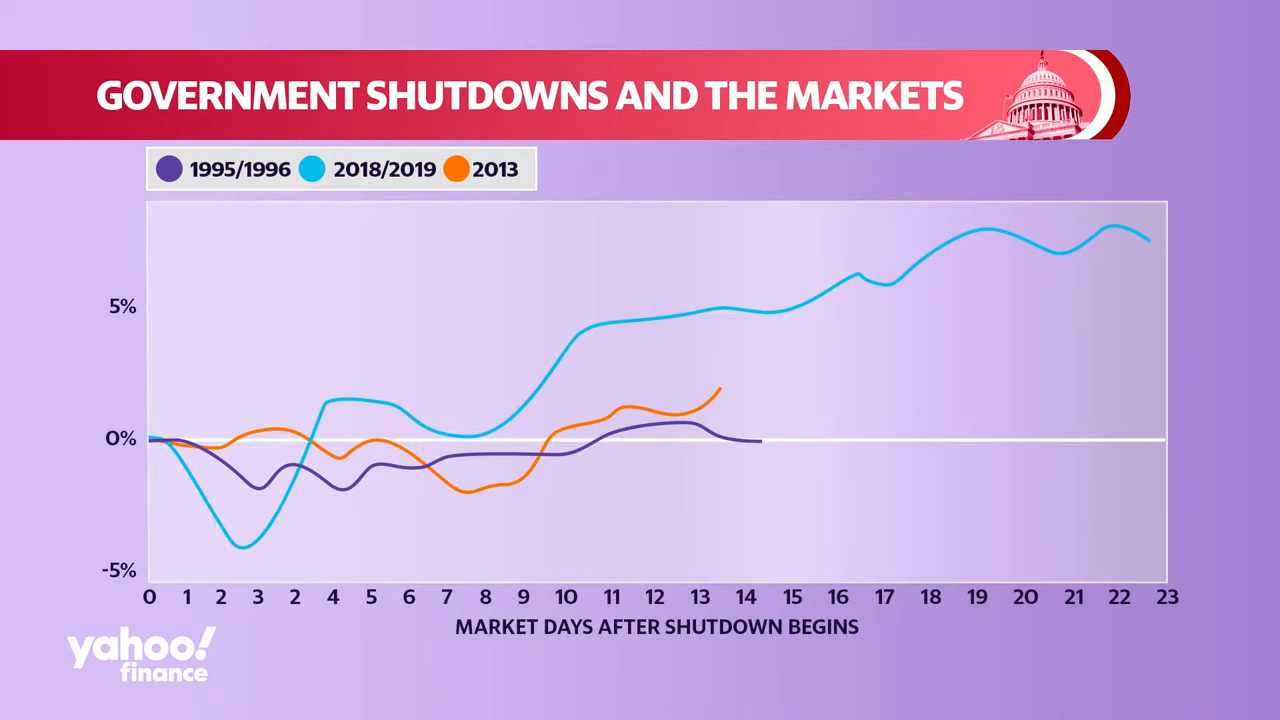 GOVERNMENT SHUTDOWNS AND THE MARKETS
1995/1996 2018/2019 2013
5%
0%
-5%
0 1 2 3 2 4 5 6 7 8 9 10 11 12 13 14 15 16 17 18 19 20 21 22 23
MARKET DAYS AFTER SHUTDOWN BEGINS
yahoo!
finance